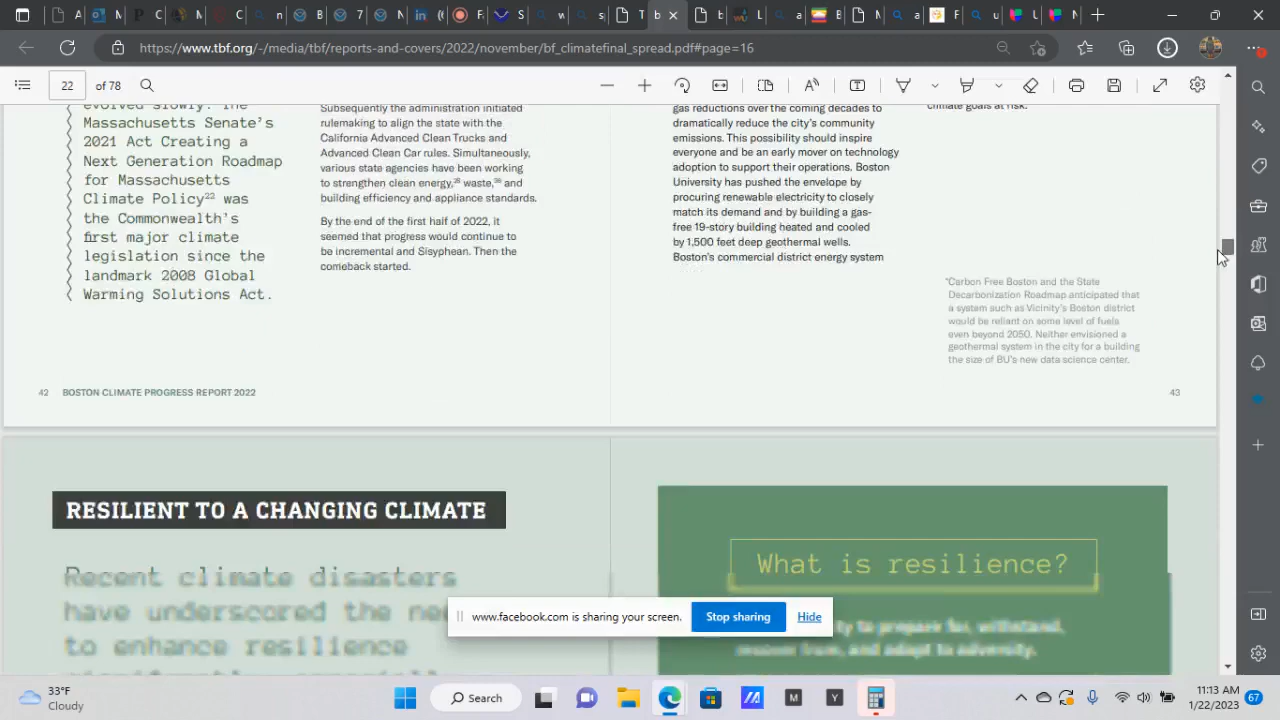 https://www.tbf.org/-/media/tbf/reports-and-covers/2022/november/bf_climatefinal_spread.pdf#page=16
22 of 78
evolved slowly. The
Massachusetts Senate's
2021 Act Creating a
Next Generation Roadmap
for Massachusetts
Climate Policy²³ was
the Commonwealth's
first major climate
legislation since the
landmark 2008 Global
Warming Solutions Act.
Subsequently the administration initiated
rulemaking to align the state with the
California Advanced Clean Trucks and
Advanced Clean Car rules. Simultaneously,
various state agencies have been working
to strengthen clean energy, waste, and
building efficiency and appliance standards.
By the end of the first half of 2022, it
seemed that progress would continue to
be incremental and Sisyphean. Then the
comeback started.
gas reductions over the coming decades to
dramatically reduce the city's community
emissions. This possibility should inspire
everyone and be an early mover on technology
adoption to support their operations. Boston
University has pushed the envelope by
procuring renewable electricity to closely
match its demand and by building a gas-
free 19-story building heated and cooled
by 1,500 feet deep geothermal wells.
Boston's commercial district energy system
climate goals at risk.
*Carbon Free Boston and the State
Decarbonization Roadmap anticipated that
a system such as Vicinity's Boston district
would be reliant on some level of fuels
even beyond 2050. Neither envisioned a
geothermal system in the city for a building
the size of BU's new data science center.
42 BOSTON CLIMATE PROGRESS REPORT 2022
43
RESILIENT TO A CHANGING CLIMATE
Recent climate disasters
have underscored the
to enhance resilience
What is resilience?
to prepare for, withstand,
recover from, and adapt to adversity.
www.facebook.com is sharing your screen.
Stop sharing
Hide
33°F
Cloudy
Search
11:13 AM
1/22/2023
67